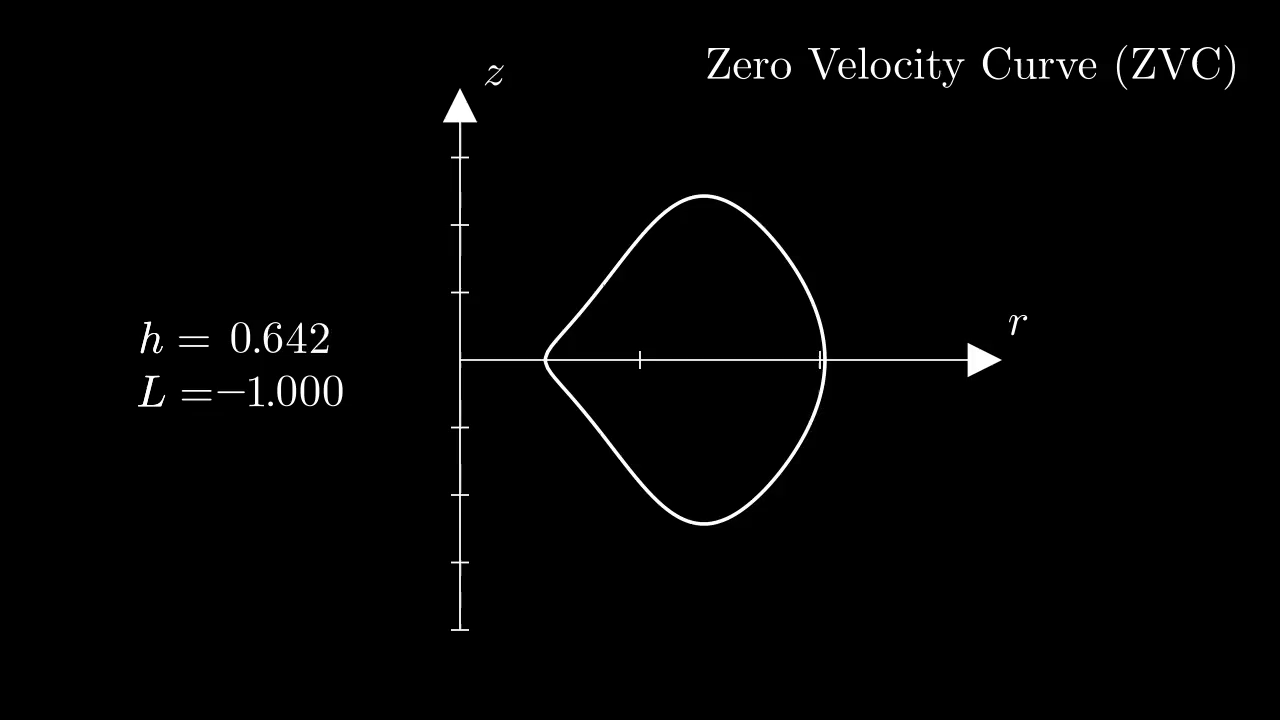 Zero Velocity Curve (ZVC)
z
r
h = 0.642
L =−1.000